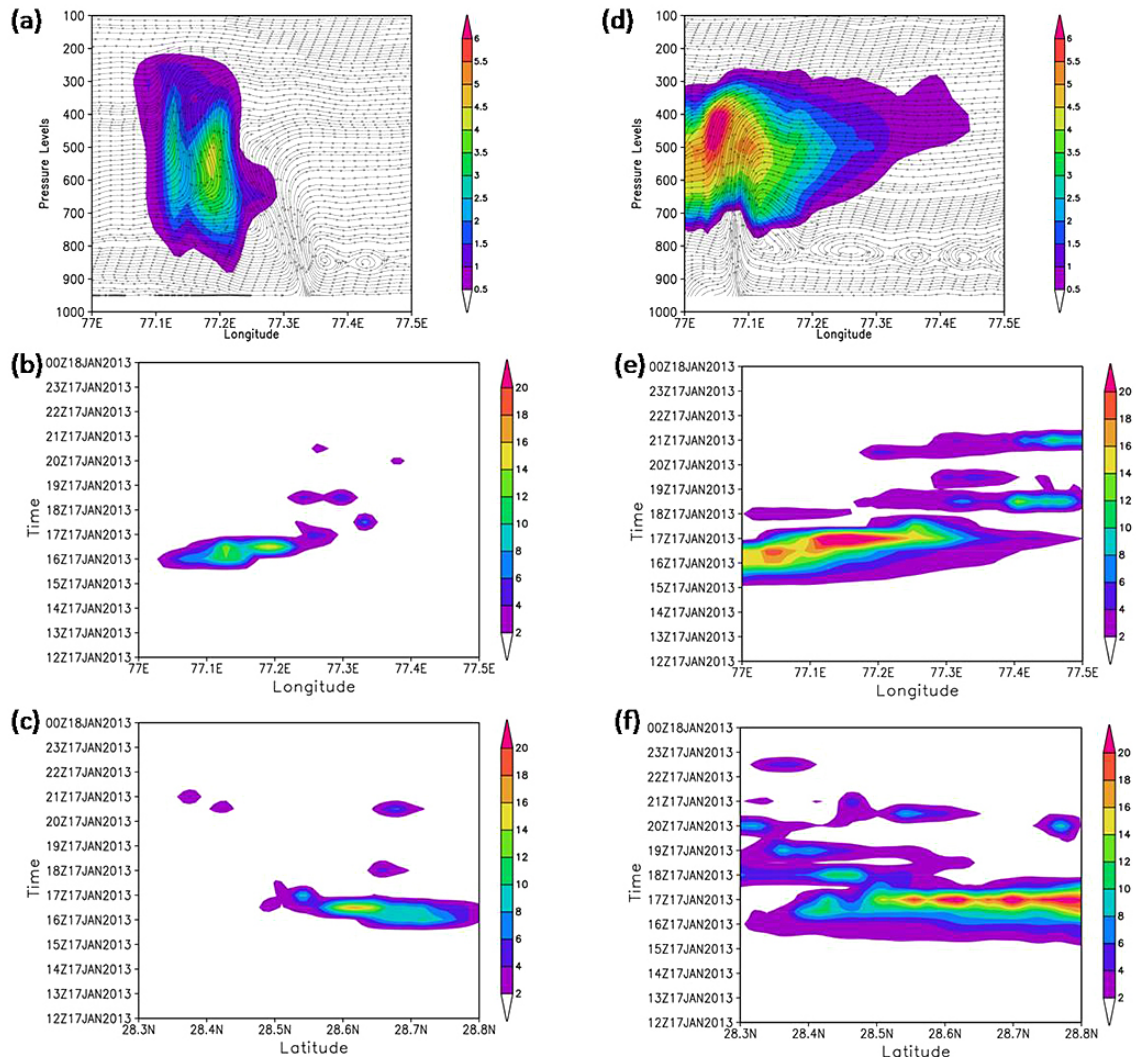 (a)
100
200
300
400
500
600
700
800
900
1000
Pressure Levels
77E 77.1E 77.2E 77.3E 77.4E 77.5E
Longitude
6
5.5
5
4.5
4
3.5
3
2.5
2
1.5
1
0.5
(d)
100
200
300
400
500
600
700
800
900
1000
Pressure Levels
77E 77.1E 77.2E 77.3E 77.4E 77.5E
Longitude
6
5.5
5
4.5
4
3.5
3
2.5
2
1.5
1
0.5
(b)
00Z18JAN2013
23Z17JAN2013
22Z17JAN2013
21Z17JAN2013
20Z17JAN2013
19Z17JAN2013
18Z17JAN2013
17Z17JAN2013
16Z17JAN2013
15Z17JAN2013
14Z17JAN2013
13Z17JAN2013
12Z17JAN2013
Time
77E 77.1E 77.2E 77.3E 77.4E 77.5E
Longitude
20
18
16
14
12
10
8
6
4
2
(e)
00Z18JAN2013
23Z17JAN2013
22Z17JAN2013
21Z17JAN2013
20Z17JAN2013
19Z17JAN2013
18Z17JAN2013
17Z17JAN2013
16Z17JAN2013
15Z17JAN2013
14Z17JAN2013
13Z17JAN2013
12Z17JAN2013
Time
77E 77.1E 77.2E 77.3E 77.4E 77.5E
Longitude
20
18
16
14
12
10
8
6
4
2
(c)
00Z18JAN2013
23Z17JAN2013
22Z17JAN2013
21Z17JAN2013
20Z17JAN2013
19Z17JAN2013
18Z17JAN2013
17Z17JAN2013
16Z17JAN2013
15Z17JAN2013
14Z17JAN2013
13Z17JAN2013
12Z17JAN2013
Time
28.3N 28.4N 28.5N 28.6N 28.7N 28.8N
Latitude
20
18
16
14
12
10
8
6
4
2
(f)
00Z18JAN2013
23Z17JAN2013
22Z17JAN2013
21Z17JAN2013
20Z17JAN2013
19Z17JAN2013
18Z17JAN2013
17Z17JAN2013
16Z17JAN2013
15Z17JAN2013
14Z17JAN2013
13Z17JAN2013
12Z17JAN2013
Time
28.3N 28.4N 28.5N 28.6N 28.7N 28.8N
Latitude
20
18
16
14
12
10
8
6
4
2